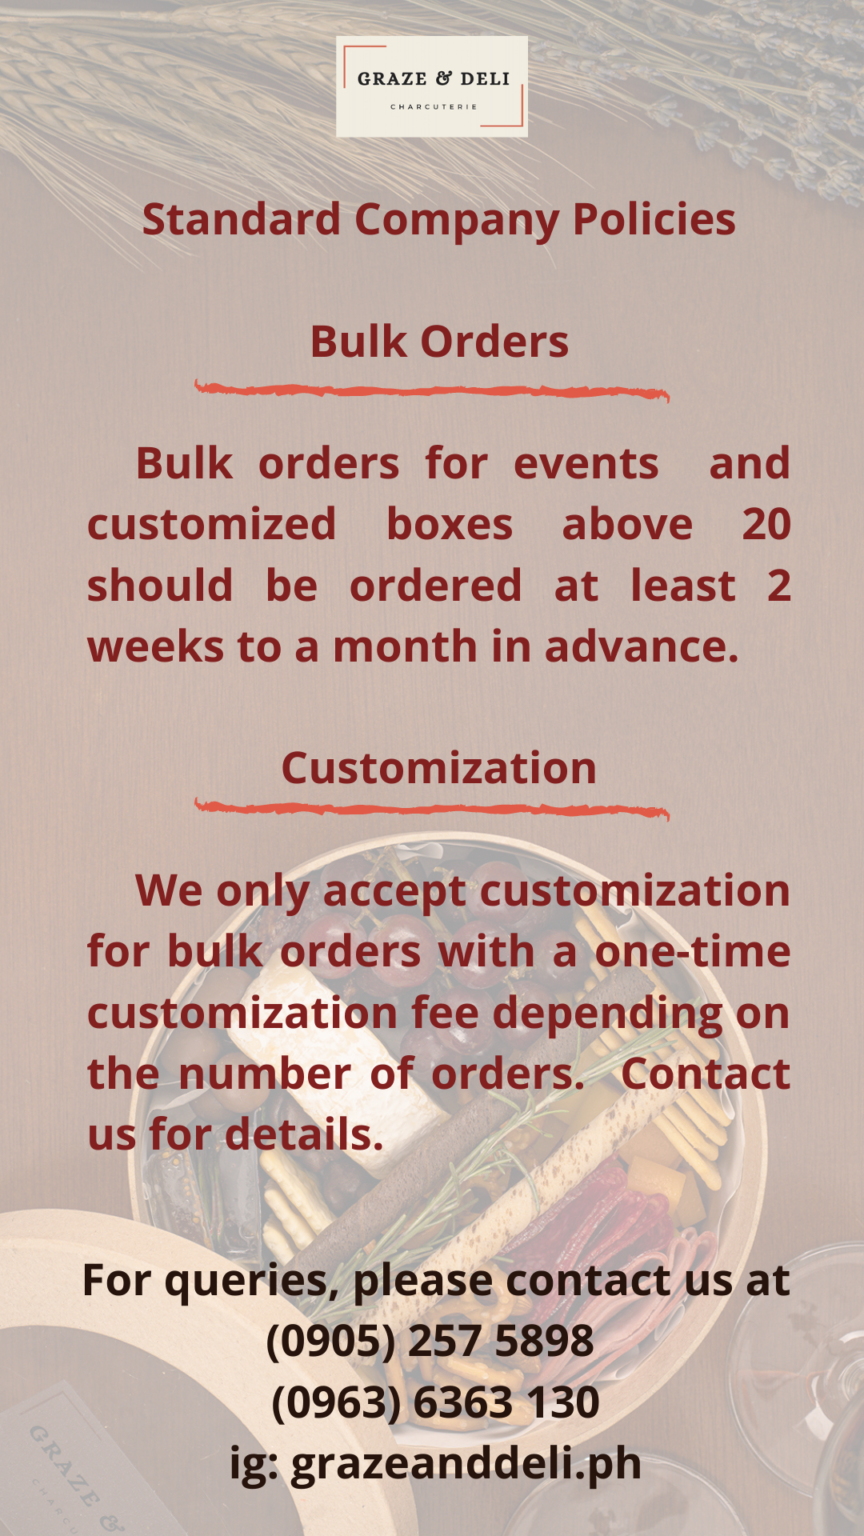 GRAZE & DELI
CHARCUTERIE
Standard Company Policies
Bulk Orders
Bulk orders for events and
customized boxes above 20
should be ordered at least 2
weeks to a month in advance.
Customization
We only accept customization
for bulk orders with a one-time
customization fee depending on
the number of orders. Contact
us for details.
For queries, please contact us at
(0905) 257 5898
(0963) 6363 130
ig: grazeanddeli.ph
GRAZE &
CHARCU